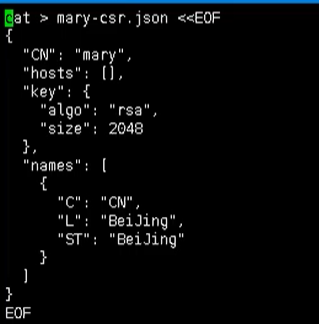 cat > mary-csr.json <<EOF
{
  "CN": "mary",
  "hosts": [],
  "key": {
    "algo": "rsa",
    "size": 2048
  },
  "names": [
    {
      "C": "CN",
      "L": "BeiJing",
      "ST": "BeiJing"
    }
  ]
}
EOF